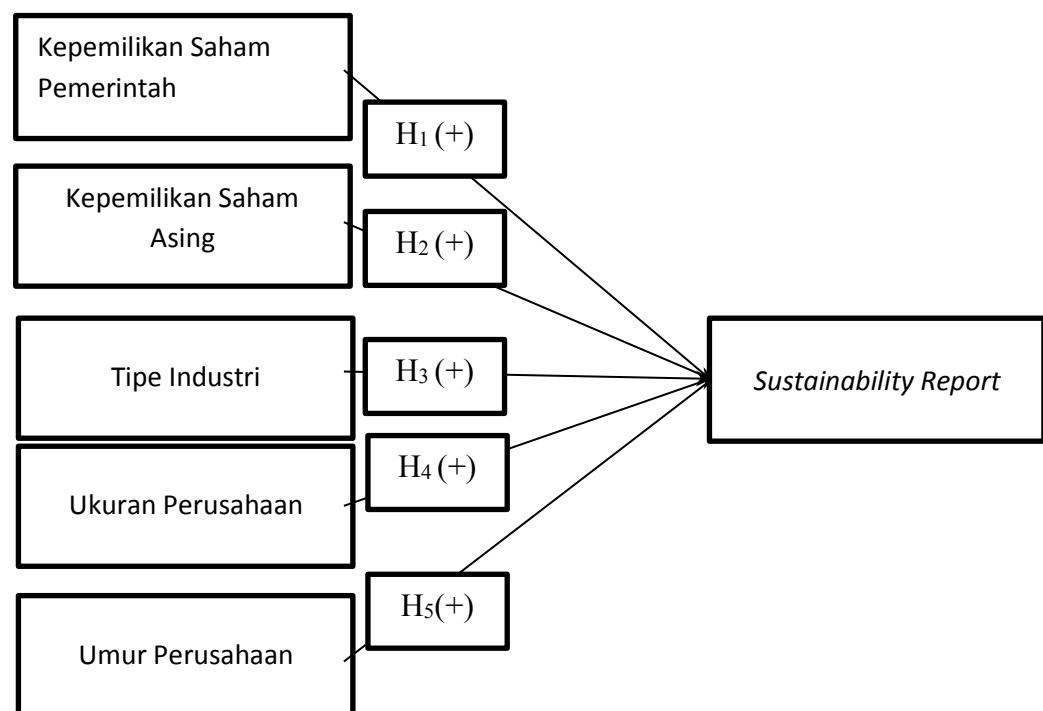 Kepemilikan Saham
Pemerintah
H₁ (+)
Kepemilikan Saham
Asing
H₂ (+)
Tipe Industri
H₃ (+)
Sustainability Report
H₄ (+)
Ukuran Perusahaan
H₅(+)
Umur Perusahaan